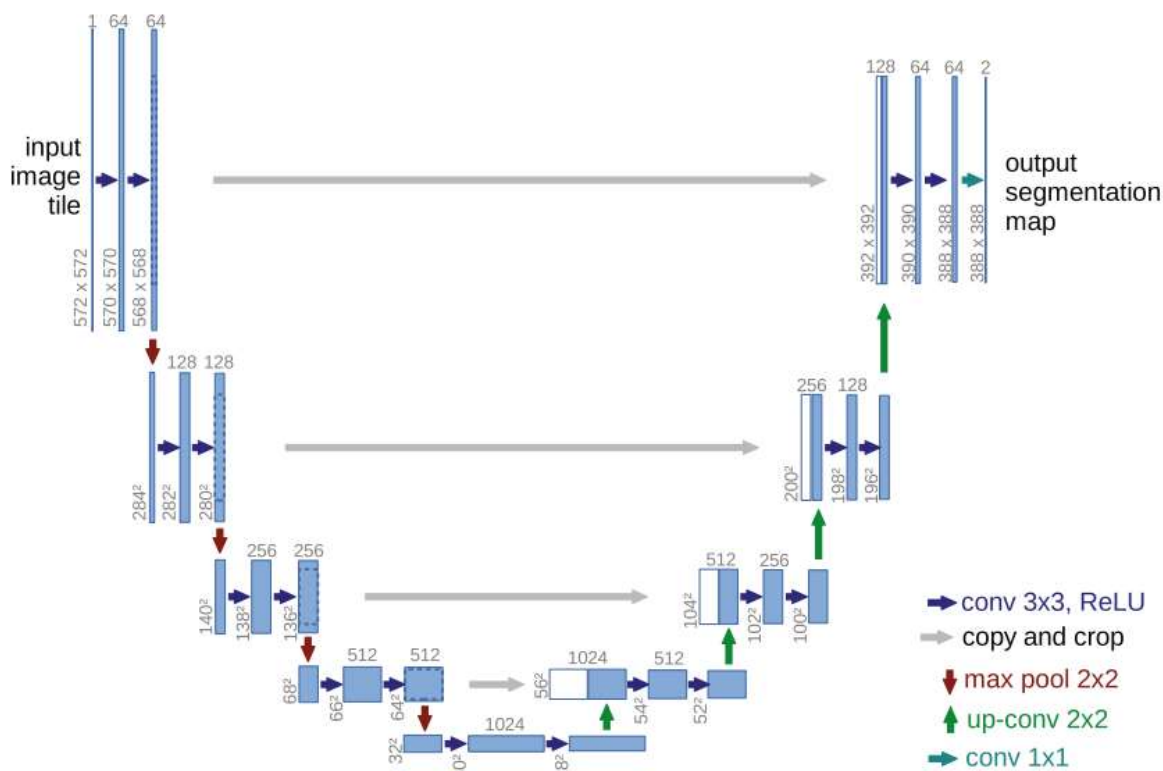 1 64 64
128 64 64 2
input
image
tile
output
segmentation
map
572 x 572
570 x 570
568 x 568
392 x 392
390 x 390
388 x 388
388 x 388
128 128
256 128
284²
282²
280²
200²
198²
196²
256 256
512 256
140²
138²
136²
104²
102²
100²
conv 3x3, ReLU
copy and crop
max pool 2x2
up-conv 2x2
conv 1x1
512 512
1024 512
68²
66²
64²
56²
54²
52²
1024
32²
0²
8²